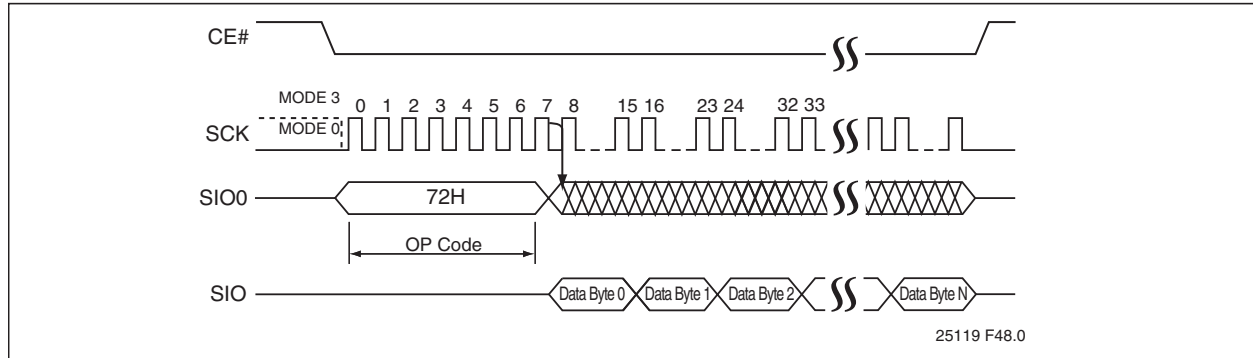 CE#
MODE 3
0 1 2 3 4 5 6 7 8 15 16 23 24 32 33
SCK
MODE 0
SIO0
72H
OP Code
SIO
Data Byte 0 Data Byte 1 Data Byte 2 Data Byte N
25119 F48.0